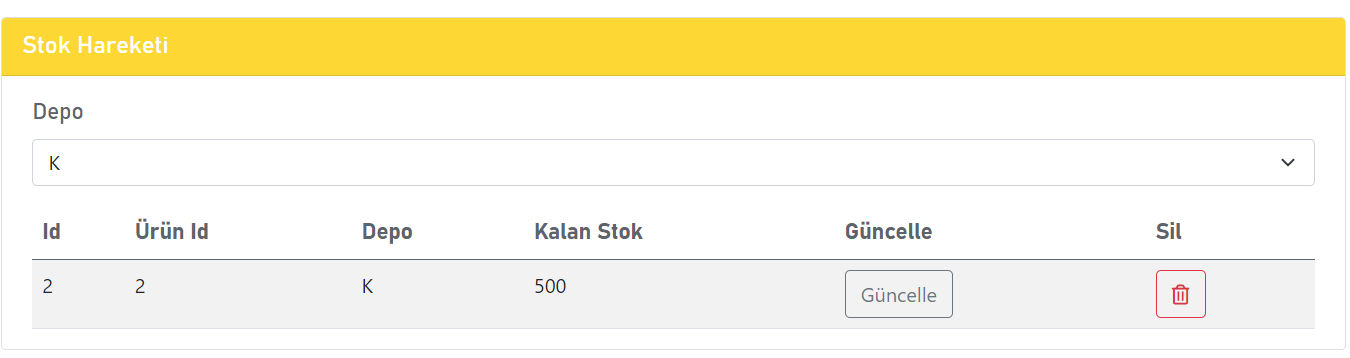 Stok Hareketi
Depo
K
Id Ürün Id Depo Kalan Stok Güncelle Sil
2 2 K 500 Güncelle